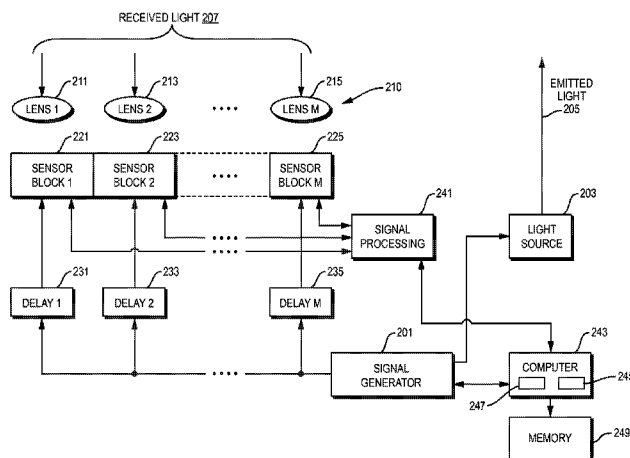 RECEIVED LIGHT 207
211
213
215
LENS 1
LENS 2
....
LENS M
210
EMITTED
LIGHT
205
221
223
225
SENSOR
BLOCK 1
SENSOR
BLOCK 2
....
SENSOR
BLOCK M
241
SIGNAL
PROCESSING
203
LIGHT
SOURCE
....
231
233
235
DELAY 1
DELAY 2
....
DELAY M
201
SIGNAL
GENERATOR
....
243
COMPUTER
247
MEMORY
249